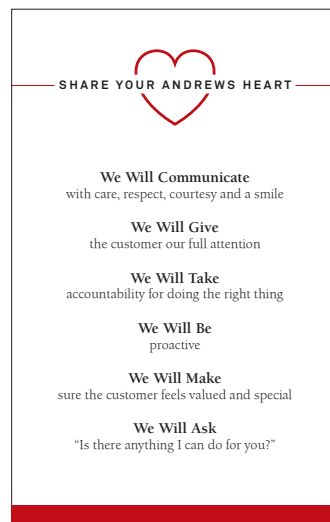 SHARE YOUR ANDREWS HEART
We Will Communicate
with care, respect, courtesy and a smile
We Will Give
the customer our full attention
We Will Take
accountability for doing the right thing
We Will Be
proactive
We Will Make
sure the customer feels valued and special
We Will Ask
“Is there anything I can do for you?”